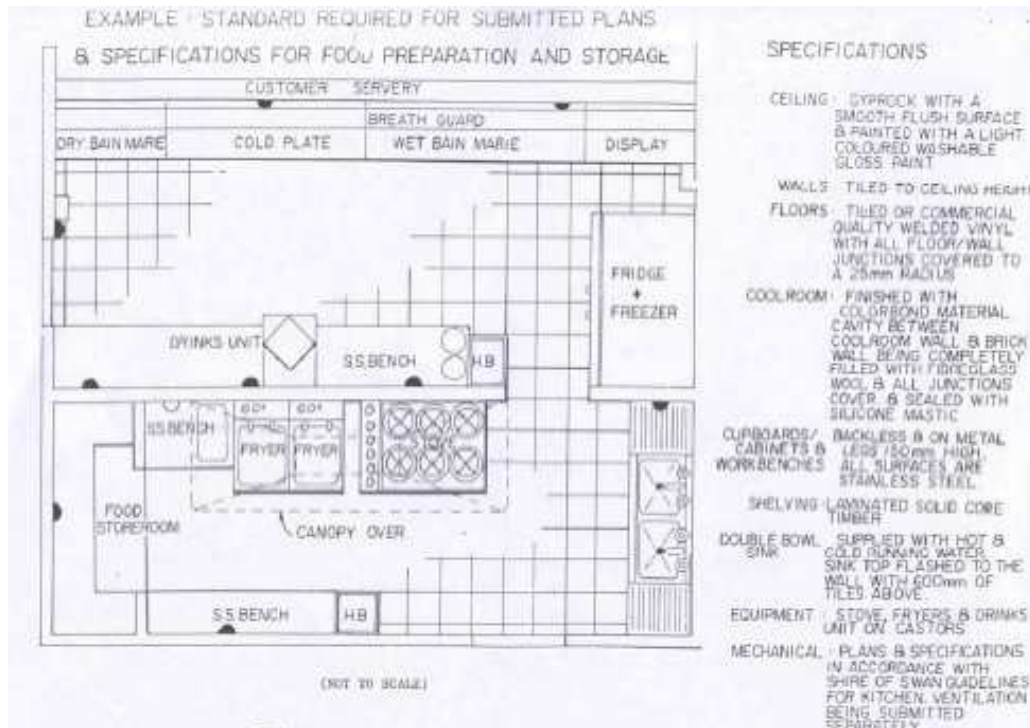 EXAMPLE : STANDARD REQUIRED FOR SUBMITTED PLANS
& SPECIFICATIONS FOR FOOD PREPARATION AND STORAGE
CUSTOMER SERVERY
BREATH GUARD
DRY BAIN MARIE
COLD PLATE
WET BAIN MARIE
DISPLAY
FRIDGE
+
FREEZER
DRINKS UNIT
S.S.BENCH
H.B
S.S.BENCH
FRYER
FRYER
FOOD
STOREROOM
CANOPY OVER
S.S.BENCH
H.B
(NOT TO SCALE)
SPECIFICATIONS
CEILING : GYPROCK WITH A
SMOOTH FLUSH SURFACE
& PAINTED WITH A LIGHT
COLOURED WASHABLE
GLOSS PAINT
WALLS : TILED TO CEILING HEIGHT
FLOORS : TILED OR COMMERCIAL
QUALITY WELDED VINYL
WITH ALL FLOOR/WALL
JUNCTIONS COVERED TO
A 25mm RADIUS
COOLROOM : FINISHED WITH
COLORBOND MATERIAL
CAVITY BETWEEN
COOLROOM WALL & BRICK
WALL BEING COMPLETELY
FILLED WITH FIBREGLASS
WOOL & ALL JUNCTIONS
COVER & SEALED WITH
SILICONE MASTIC
CUPBOARDS/ BACKLESS & ON METAL
CABINETS & LEGS 150mm HIGH
WORKBENCHES ALL SURFACES ARE
STAINLESS STEEL
SHELVING : LAMINATED SOLID CORE
TIMBER
DOUBLE BOWL SUPPLIED WITH HOT &
SINK COLD RUNNING WATER
SINK TOP FLASHED TO THE
WALL WITH 600mm OF
TILES ABOVE
EQUIPMENT : STOVE, FRYERS & DRINKS
UNIT ON CASTORS
MECHANICAL : PLANS & SPECIFICATIONS
IN ACCORDANCE WITH
SHIRE OF SWAN GUIDELINES
FOR KITCHEN VENTILATION
BEING SUBMITTED
SEPARATELY